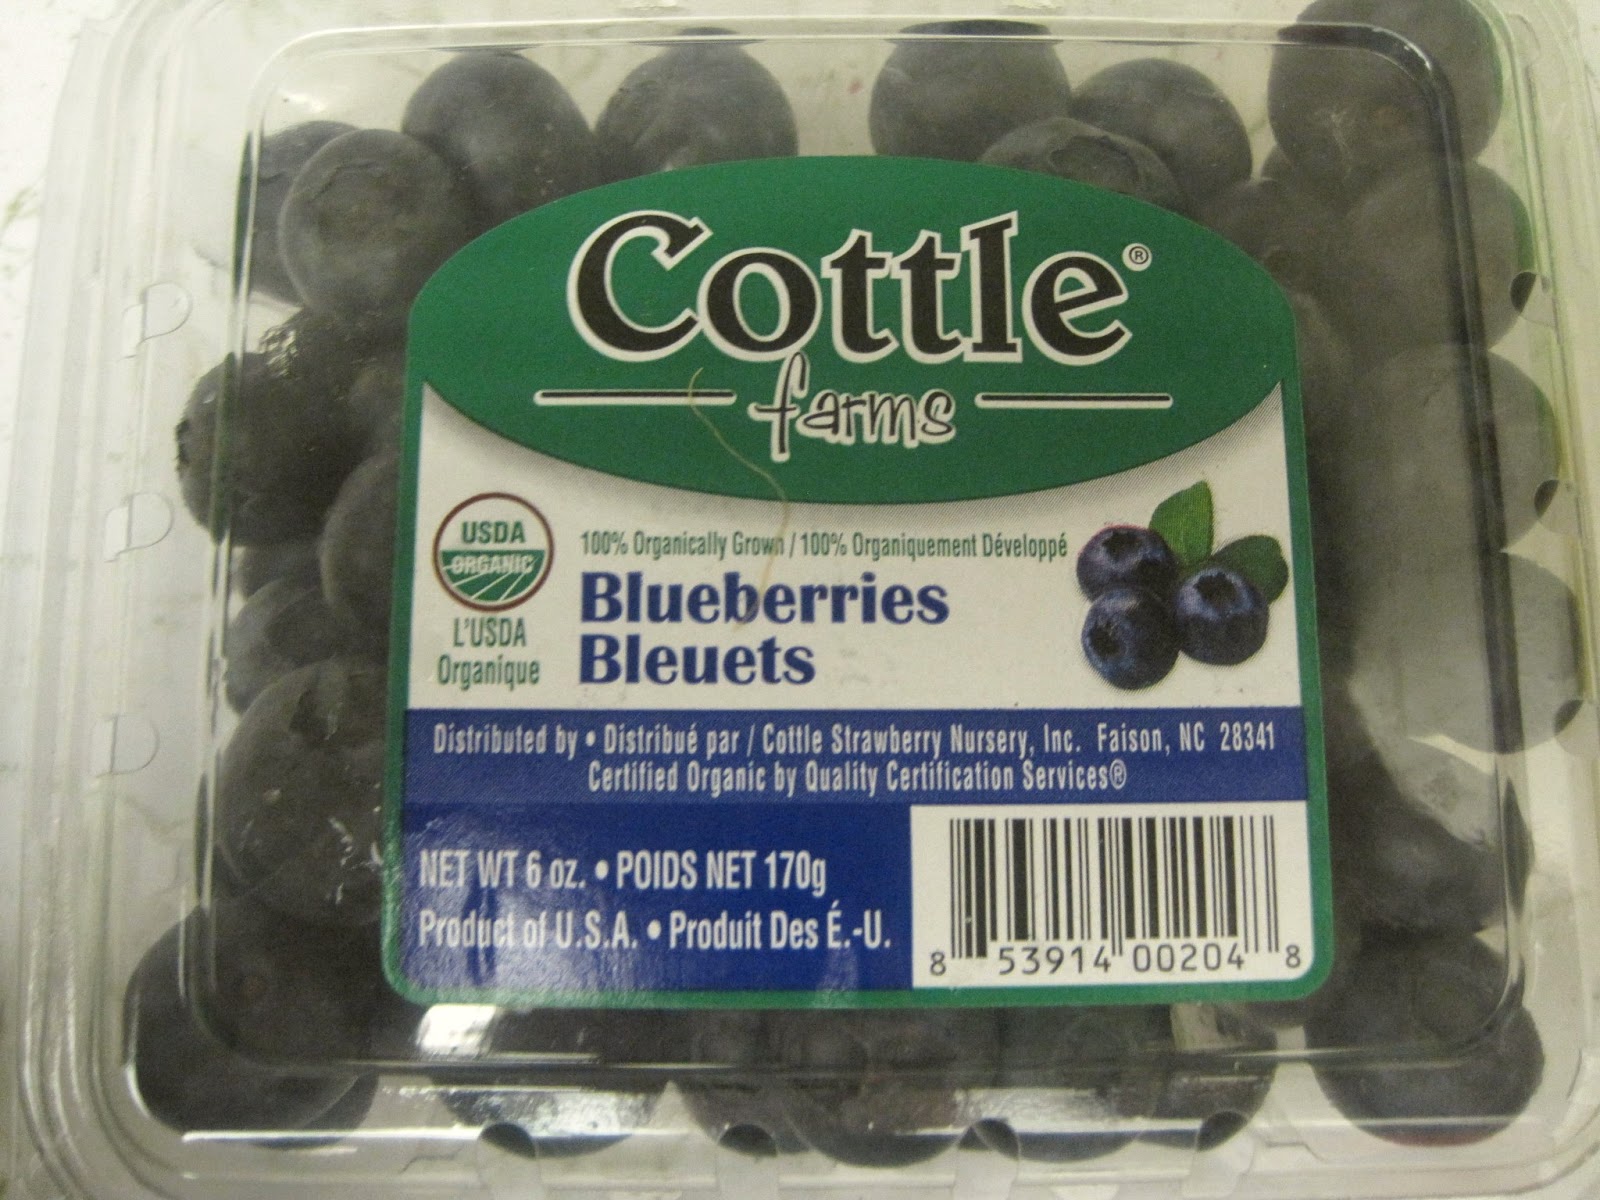 Cottle®
farms
USDA
ORGANIC
L'USDA
Organique
100% Organically Grown / 100% Organiquement Développé
Blueberries
Bleuets
Distributed by • Distribué par / Cottle Strawberry Nursery, Inc. Faison, NC 28341
Certified Organic by Quality Certification Services®
NET WT 6 oz. • POIDS NET 170g
Product of U.S.A. • Produit Des É.-U.
8 53914 00204 8